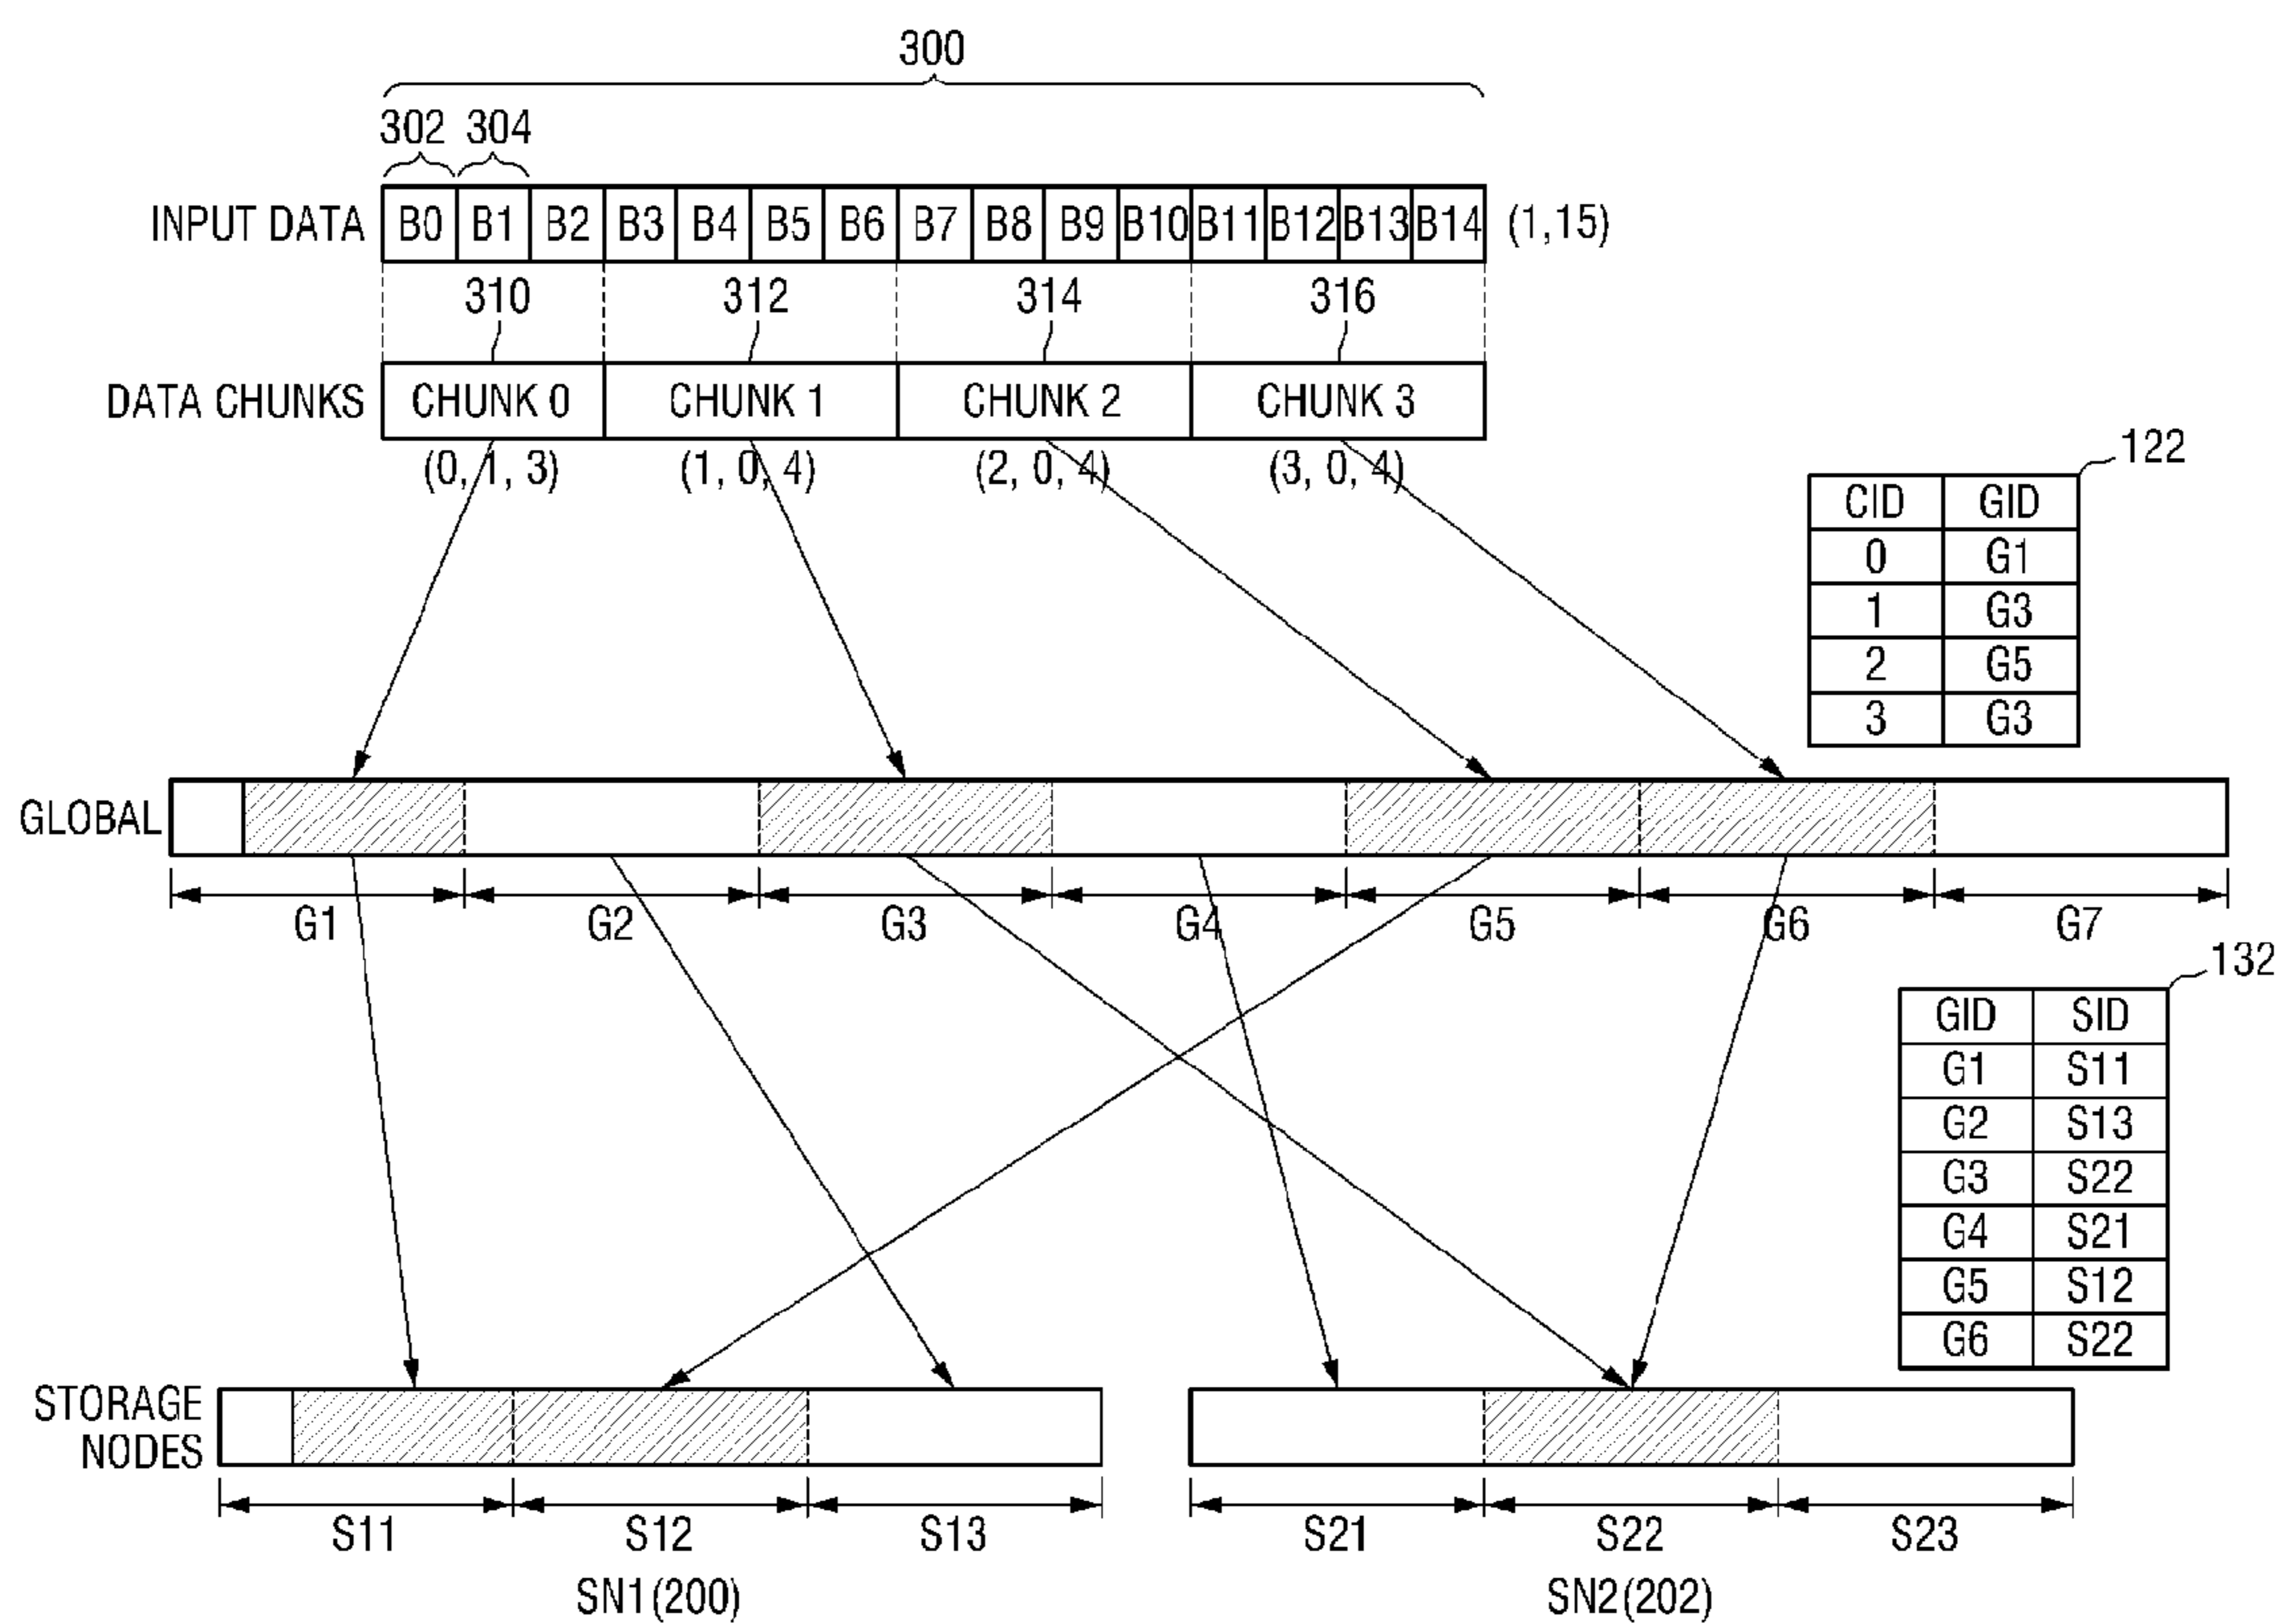 300
302 304
INPUT DATA B0 B1 B2 B3 B4 B5 B6 B7 B8 B9 B10 B11 B12 B13 B14 (1,15)
310 312 314 316
DATA CHUNKS CHUNK 0 CHUNK 1 CHUNK 2 CHUNK 3
(0, 1, 3) (1, 0, 4) (2, 0, 4) (3, 0, 4)
122
CID GID
0 G1
1 G3
2 G5
3 G3
GLOBAL
G1 G2 G3 G4 G5 G6 G7
132
GID SID
G1 S11
G2 S13
G3 S22
G4 S21
G5 S12
G6 S22
STORAGE
NODES
S11 S12 S13 S21 S22 S23
SN1(200) SN2(202)